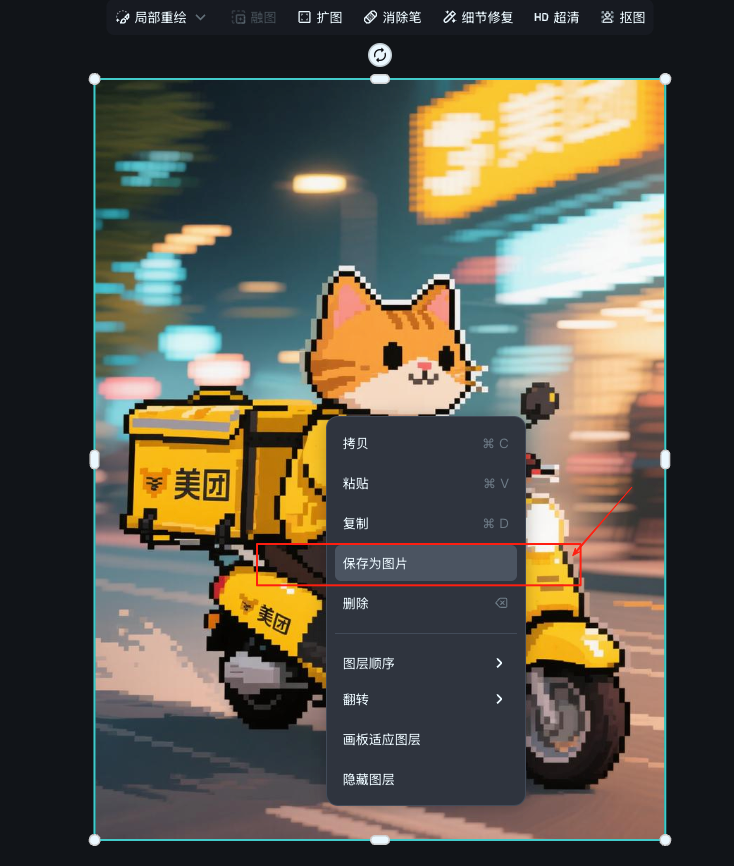 局部重绘
融图
扩图
消除笔
细节修复
HD 超清
抠图
美团
美团
拷贝 ⌘ C
粘贴 ⌘ V
复制 ⌘ D
保存为图片
删除
图层顺序
翻转
画板适应图层
隐藏图层